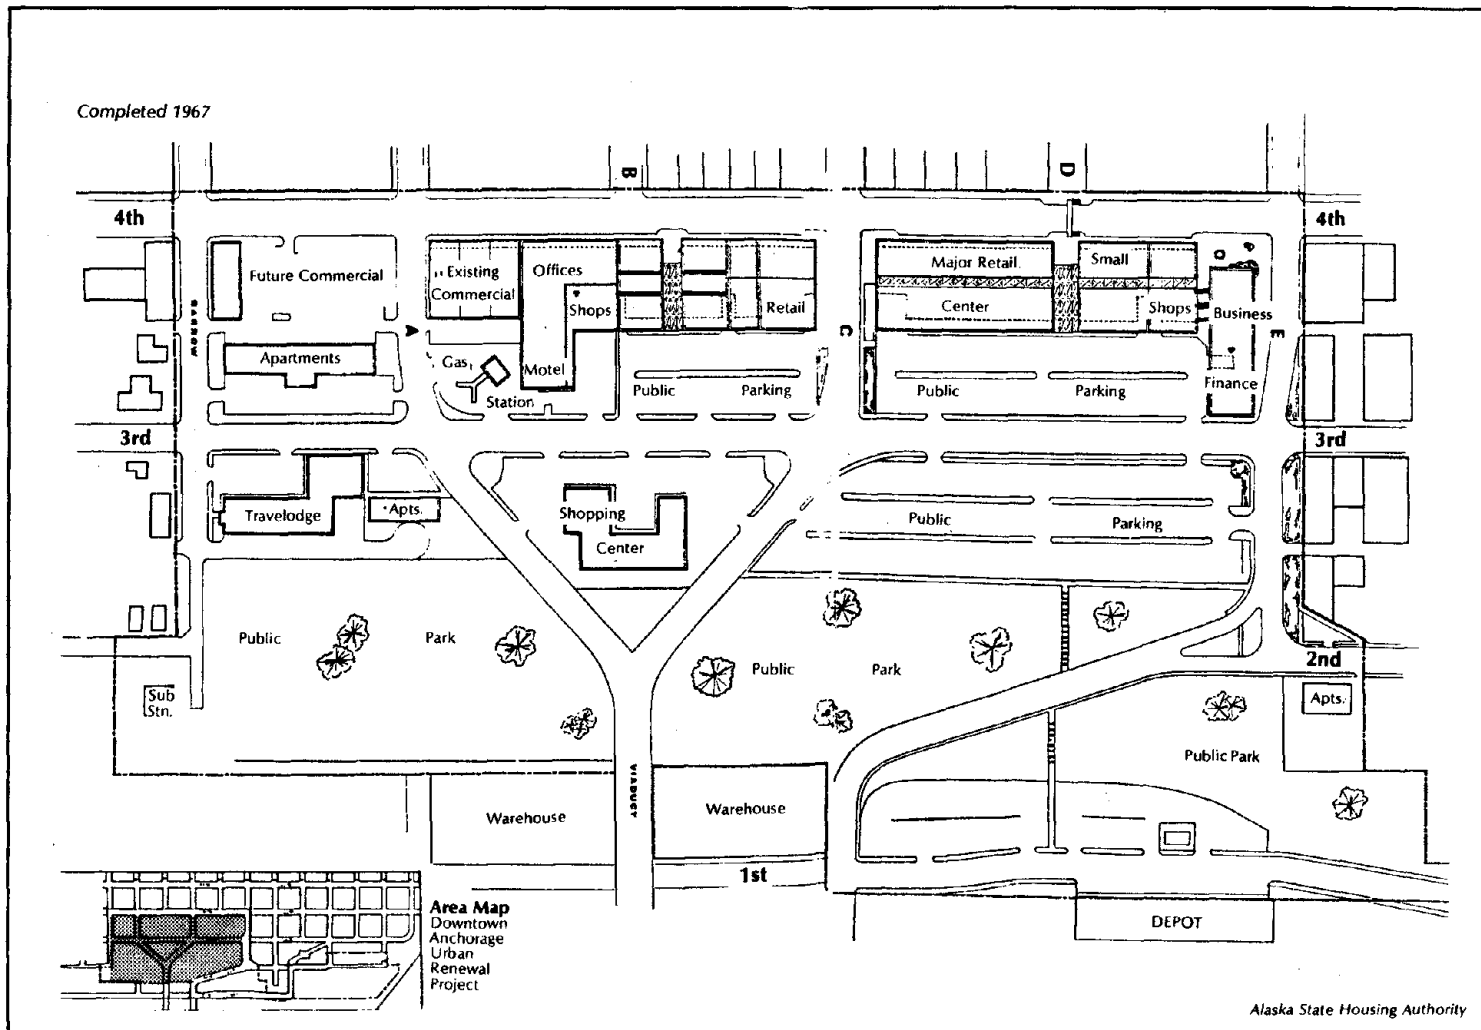 Completed 1967
B
D
4th
4th
Future Commercial
Existing
Commercial
Offices
Shops
Retail
Major Retail
Small
Center
Shops
Business
BARROW
A
C
E
Apartments
Gas
Station
Motel
Public
Parking
Public
Parking
Finance
3rd
3rd
Travelodge
Apts.
Shopping
Center
Public
Parking
Public
Park
Public
Park
2nd
Sub
Stn.
Apts.
Public Park
VIADUCT
Warehouse
Warehouse
1st
DEPOT
Area Map
Downtown
Anchorage
Urban
Renewal
Project
Alaska State Housing Authority